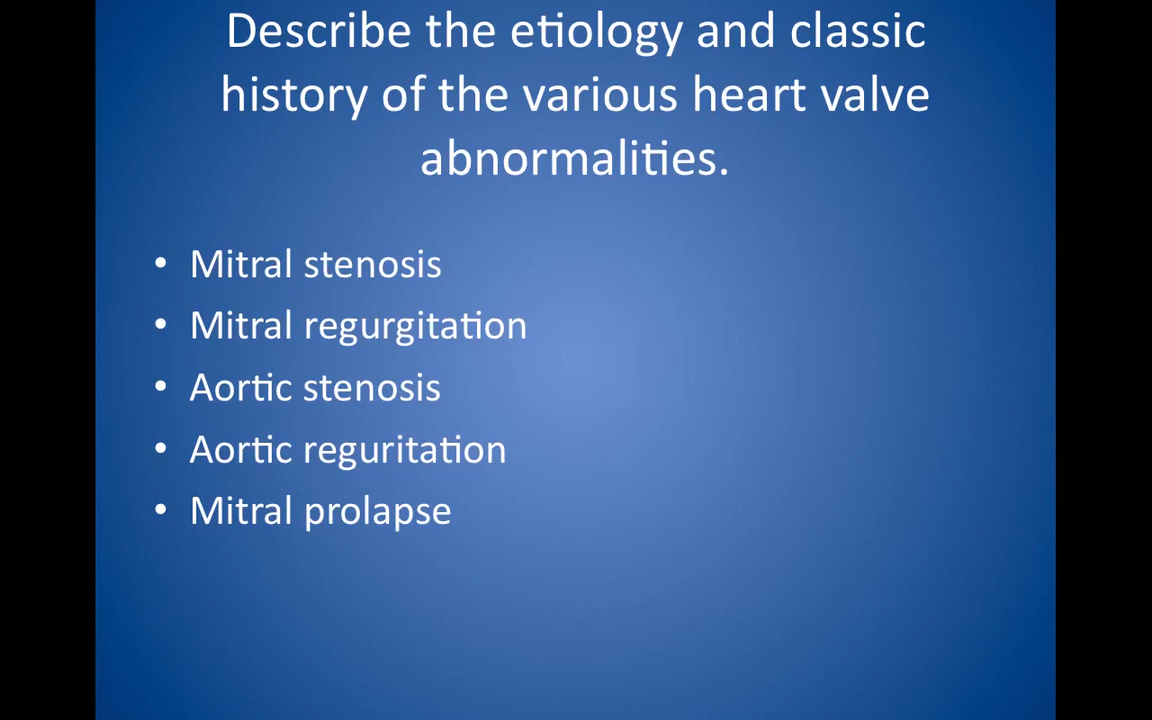 Describe the etiology and classic
history of the various heart valve
abnormalities.
• Mitral stenosis
• Mitral regurgitation
• Aortic stenosis
• Aortic reguritation
• Mitral prolapse